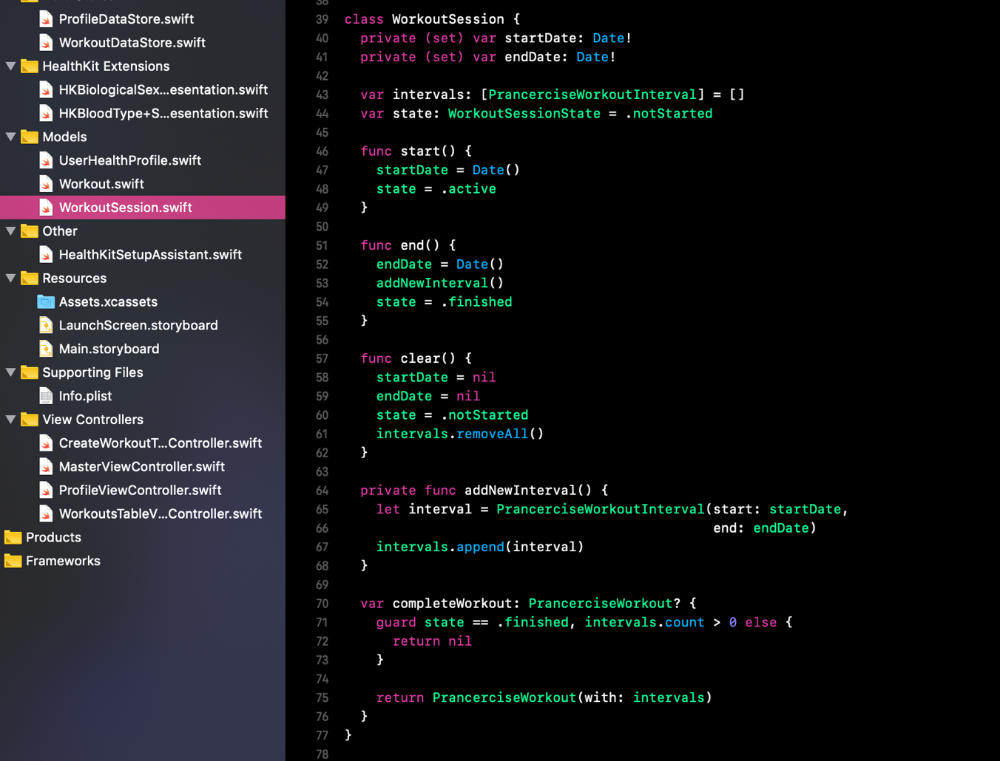 ProfileDataStore.swift
WorkoutDataStore.swift
HealthKit Extensions
HKBiologicalSex...esentation.swift
HKBloodType+S...esentation.swift
Models
UserHealthProfile.swift
Workout.swift
WorkoutSession.swift
Other
HealthKitSetupAssistant.swift
Resources
Assets.xcassets
LaunchScreen.storyboard
Main.storyboard
Supporting Files
Info.plist
View Controllers
CreateWorkoutT...Controller.swift
MasterViewController.swift
ProfileViewController.swift
WorkoutsTableV...Controller.swift
Products
Frameworks
38
39 class WorkoutSession {
40   private (set) var startDate: Date!
41   private (set) var endDate: Date!
42
43   var intervals: [PrancerciseWorkoutInterval] = []
44   var state: WorkoutSessionState = .notStarted
45
46   func start() {
47     startDate = Date()
48     state = .active
49   }
50
51   func end() {
52     endDate = Date()
53     addNewInterval()
54     state = .finished
55   }
56
57   func clear() {
58     startDate = nil
59     endDate = nil
60     state = .notStarted
61     intervals.removeAll()
62   }
63
64   private func addNewInterval() {
65     let interval = PrancerciseWorkoutInterval(start: startDate,
66                                               end: endDate)
67     intervals.append(interval)
68   }
69
70   var completeWorkout: PrancerciseWorkout? {
71     guard state == .finished, intervals.count > 0 else {
72       return nil
73     }
74
75     return PrancerciseWorkout(with: intervals)
76   }
77 }
78